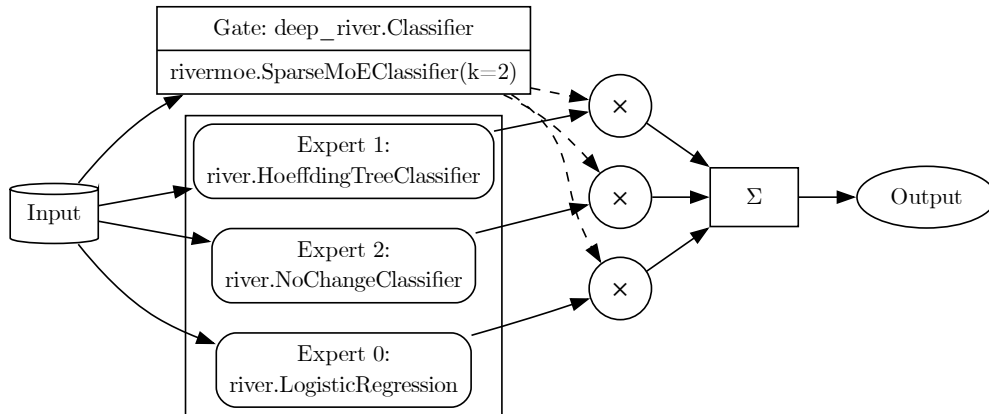 Gate: deep_river.Classifier
rivermoe.SparseMoEClassifier(k=2)
Input
Expert 1:
river.HoeffdingTreeClassifier
Expert 2:
river.NoChangeClassifier
Expert 0:
river.LogisticRegression
×
×
×
Σ
Output